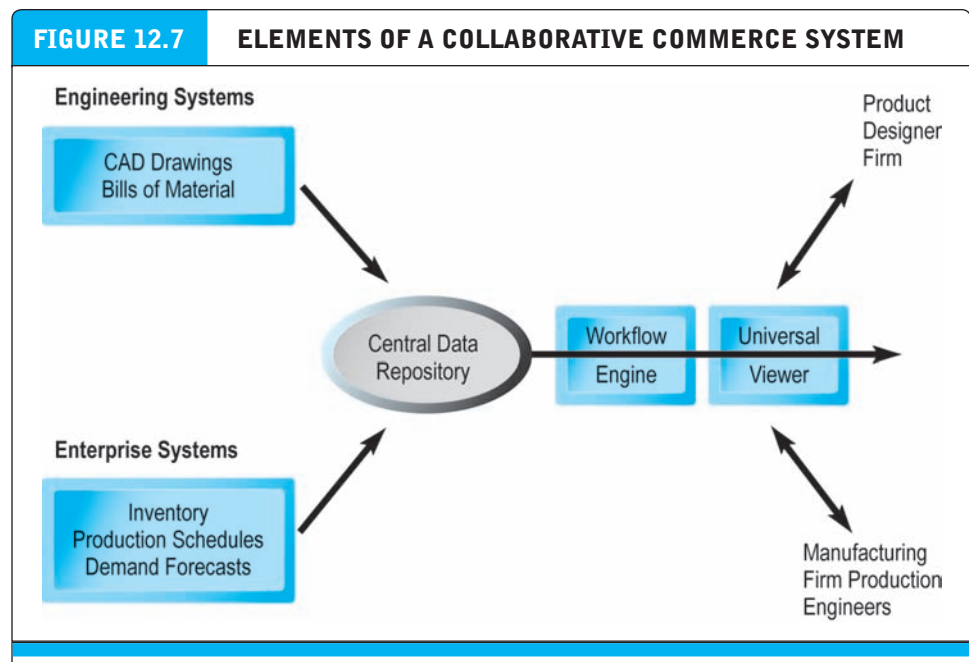 FIGURE 12.7
ELEMENTS OF A COLLABORATIVE COMMERCE SYSTEM
Engineering Systems
CAD Drawings
Bills of Material
Product
Designer
Firm
Central Data
Repository
Workflow
Engine
Universal
Viewer
Enterprise Systems
Inventory
Production Schedules
Demand Forecasts
Manufacturing
Firm Production
Engineers